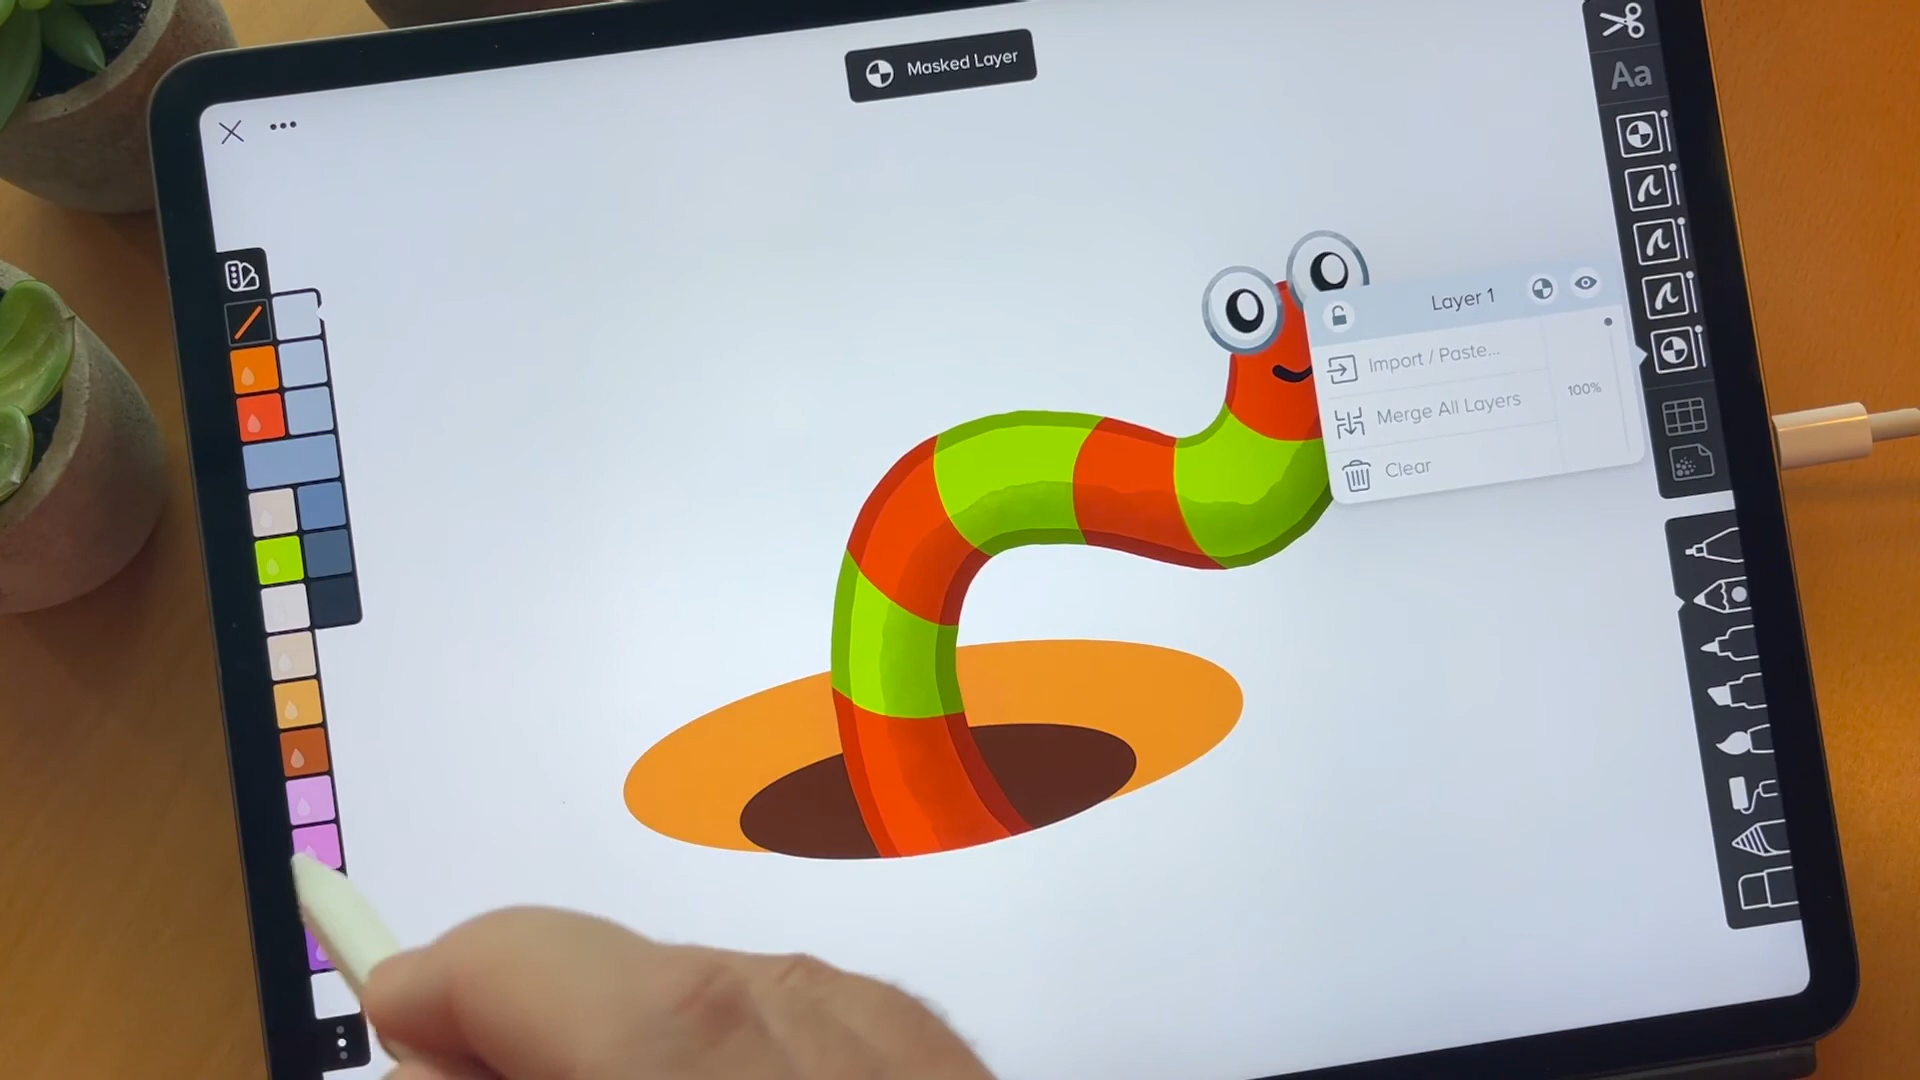 Masked Layer
Aa
Layer 1
Import / Paste...
100%
Merge All Layers
Clear